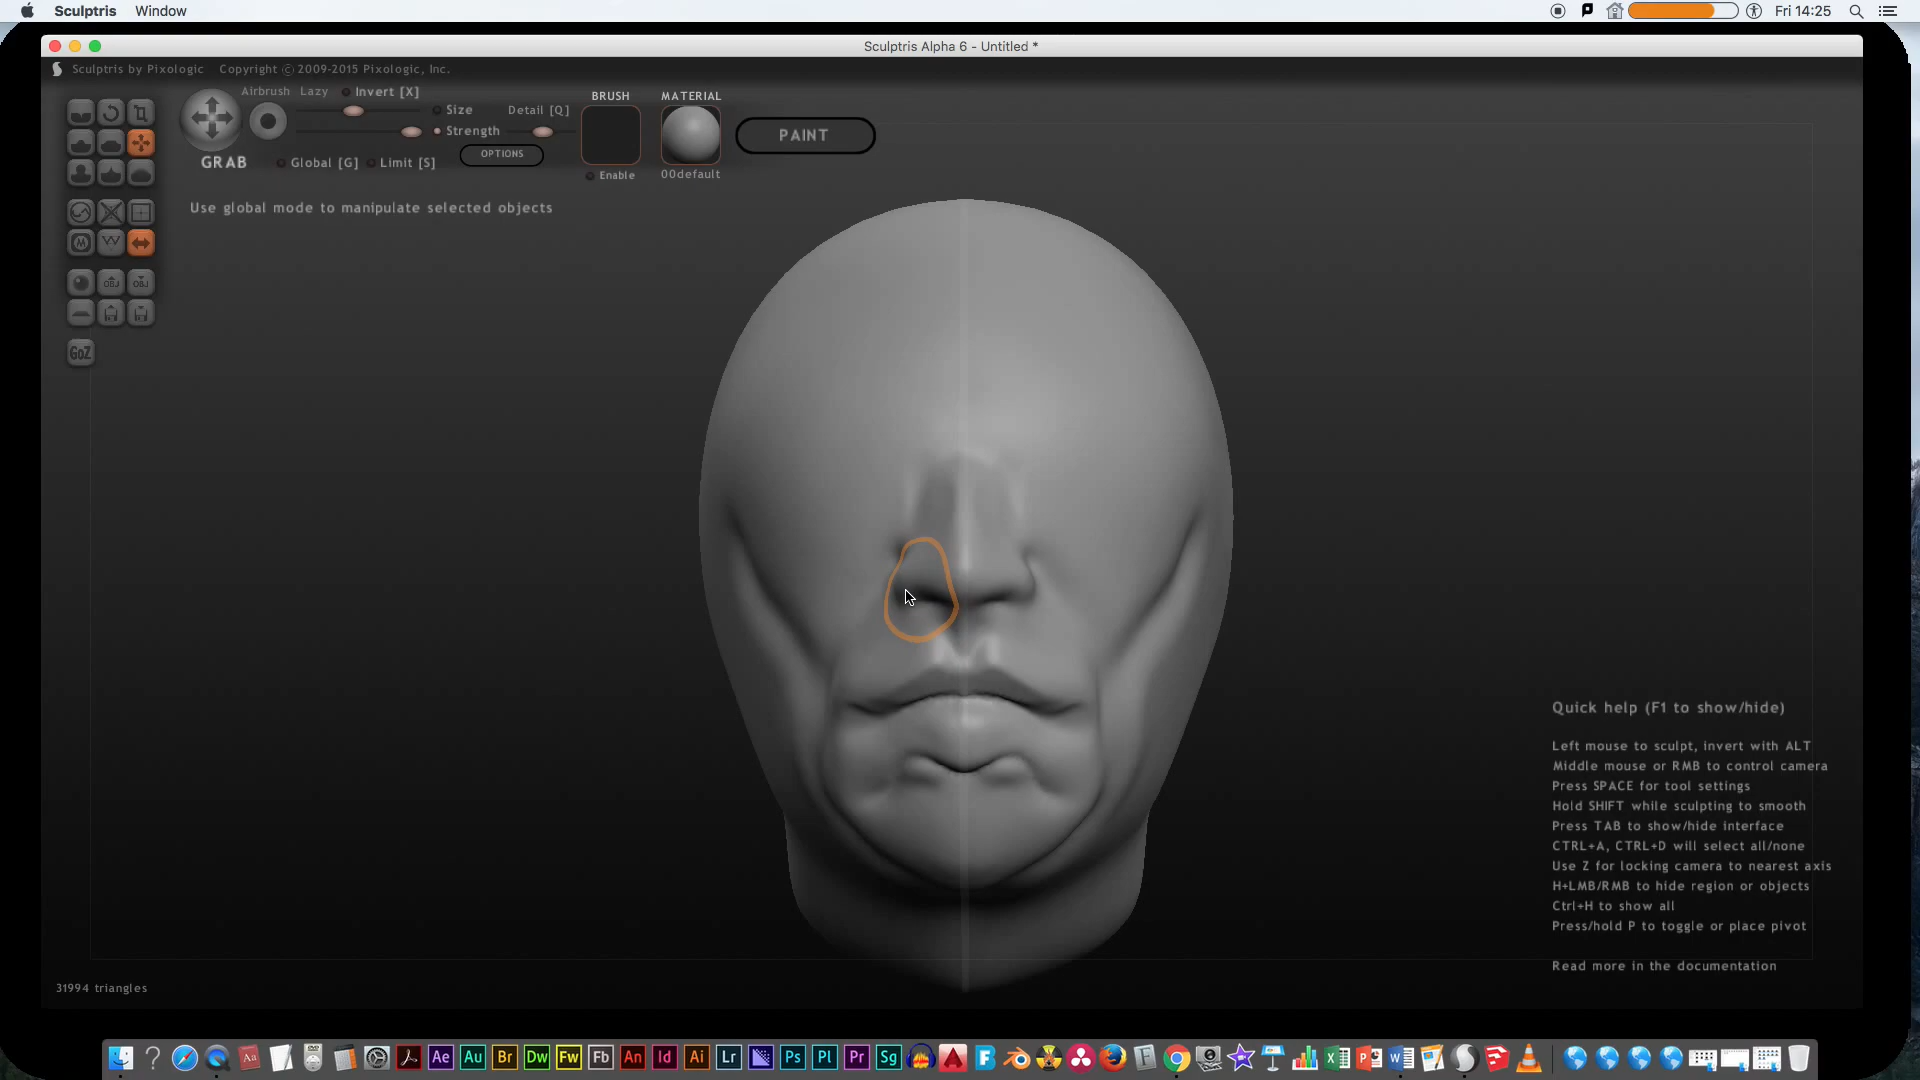 Sculptris Window
Fri 14:25
Sculptris Alpha 6 - Untitled *
Sculptris by Pixologic Copyright © 2009-2015 Pixologic, Inc.
Airbrush Lazy Invert [X]
Size Detail [Q]
Strength
OPTIONS
GRAB Global [G] Limit [S]
BRUSH
Enable
MATERIAL
00default
PAINT
Use global mode to manipulate selected objects
M
OBJ OBJ
GoZ
Quick help (F1 to show/hide)
Left mouse to sculpt, invert with ALT
Middle mouse or RMB to control camera
Press SPACE for tool settings
Hold SHIFT while sculpting to smooth
Press TAB to show/hide interface
CTRL+A, CTRL+D will select all/none
Use Z for locking camera to nearest axis
H+LMB/RMB to hide region or objects
Ctrl+H to show all
Press/hold P to toggle or place pivot
Read more in the documentation
31994 triangles
? Aa Ae Au Br Dw Fw Fb An Id Ai Lr Ps Pl Pr Sg